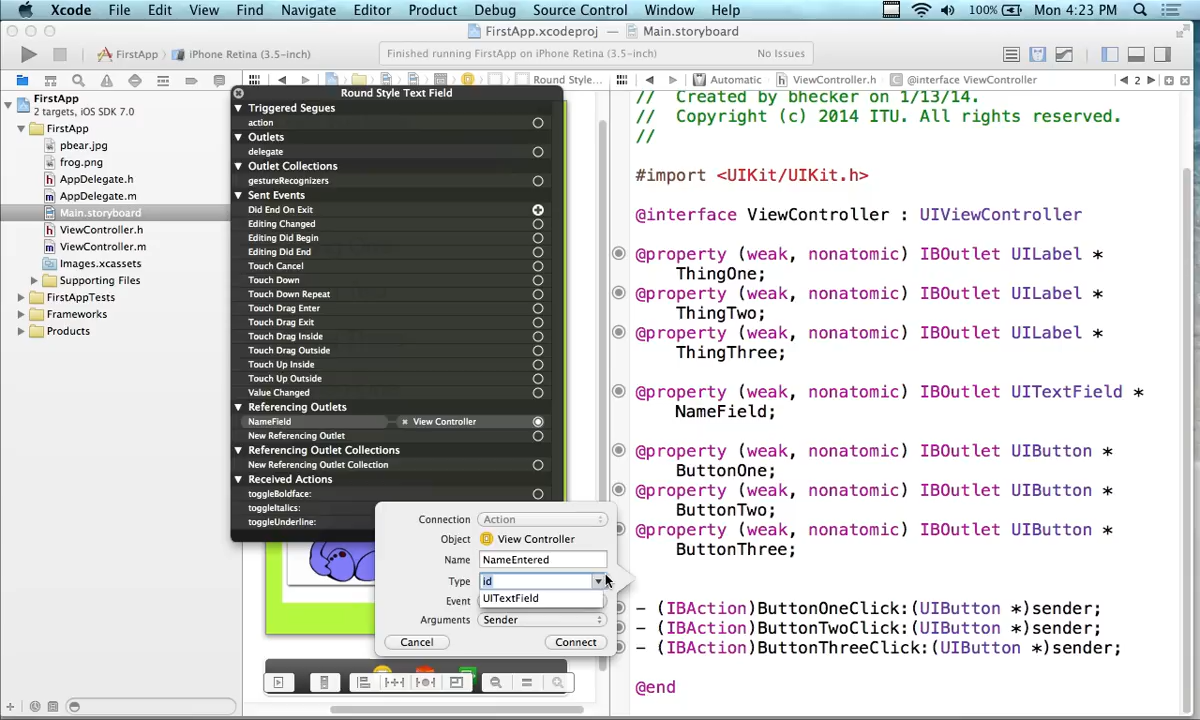 Xcode File Edit View Find Navigate Editor Product Debug Source Control Window Help 100% Mon 4:23 PM
FirstApp.xcodeproj — Main.storyboard
FirstApp iPhone Retina (3.5-inch) Finished running FirstApp on iPhone Retina (3.5-inch) No Issues
Round Style... Automatic ViewController.h @interface ViewController 2
FirstApp
2 targets, iOS SDK 7.0
FirstApp
pbear.jpg
frog.png
AppDelegate.h
AppDelegate.m
Main.storyboard
ViewController.h
ViewController.m
Images.xcassets
Supporting Files
FirstAppTests
Frameworks
Products
Round Style Text Field
Triggered Segues
action
Outlets
delegate
Outlet Collections
gestureRecognizers
Sent Events
Did End On Exit
Editing Changed
Editing Did Begin
Editing Did End
Touch Cancel
Touch Down
Touch Down Repeat
Touch Drag Enter
Touch Drag Exit
Touch Drag Inside
Touch Drag Outside
Touch Up Inside
Touch Up Outside
Value Changed
Referencing Outlets
NameField View Controller
New Referencing Outlet
Referencing Outlet Collections
New Referencing Outlet Collection
Received Actions
toggleBoldface:
toggleItalics:
toggleUnderline:
Connection Action
Object View Controller
Name NameEntered
Type id
UITextField
Event
Arguments Sender
Cancel Connect
// Created by bhecker on 1/13/14.
// Copyright (c) 2014 ITU. All rights reserved.
//
#import <UIKit/UIKit.h>
@interface ViewController : UIViewController
@property (weak, nonatomic) IBOutlet UILabel *
ThingOne;
@property (weak, nonatomic) IBOutlet UILabel *
ThingTwo;
@property (weak, nonatomic) IBOutlet UILabel *
ThingThree;
@property (weak, nonatomic) IBOutlet UITextField *
NameField;
@property (weak, nonatomic) IBOutlet UIButton *
ButtonOne;
@property (weak, nonatomic) IBOutlet UIButton *
ButtonTwo;
@property (weak, nonatomic) IBOutlet UIButton *
ButtonThree;
- (IBAction)ButtonOneClick:(UIButton *)sender;
- (IBAction)ButtonTwoClick:(UIButton *)sender;
- (IBAction)ButtonThreeClick:(UIButton *)sender;
@end